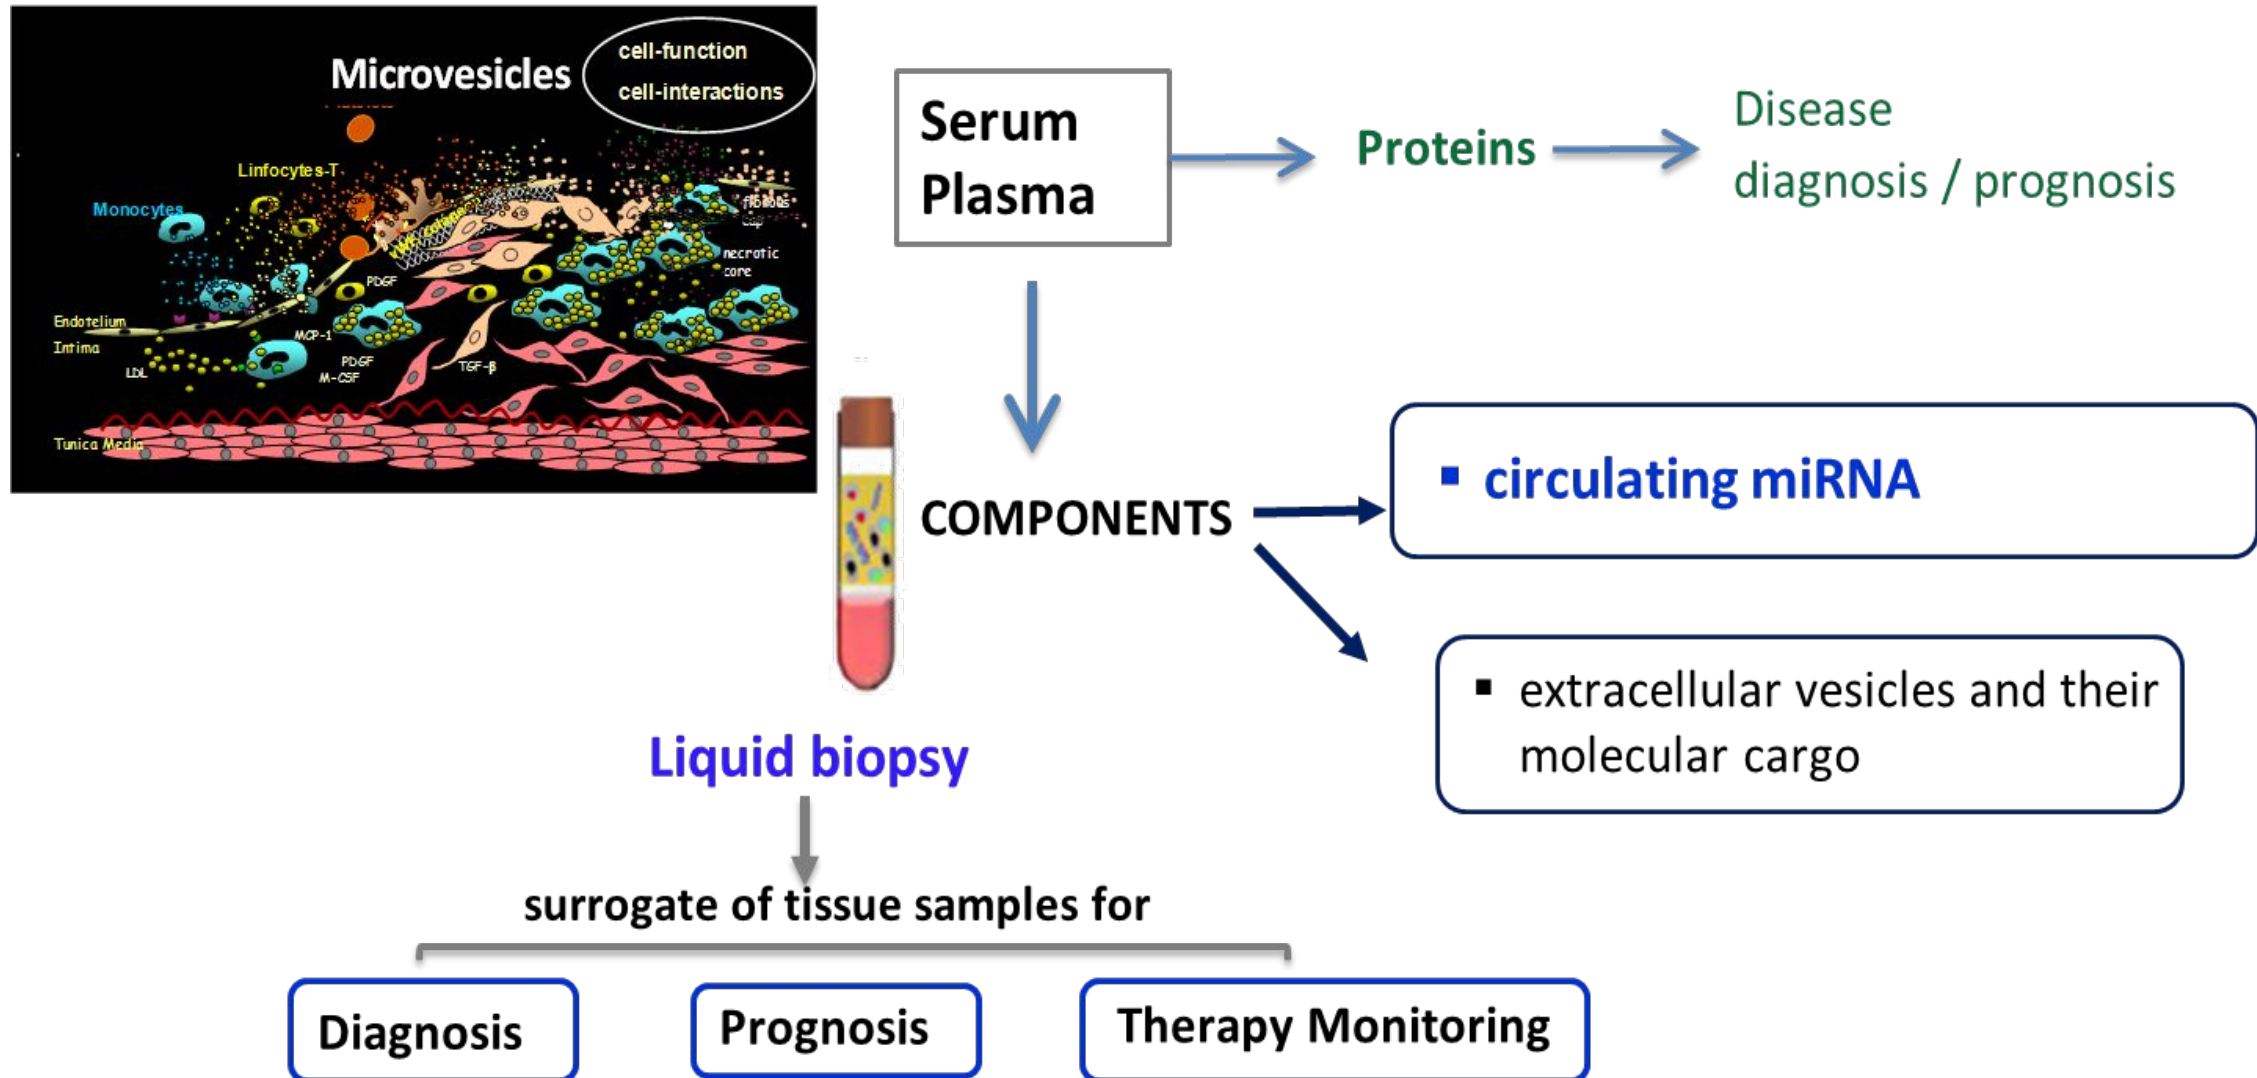 Microvesicles
cell-function
cell-interactions
Linfocytes-T
Monocytes
fibrous
cap
necrotic
core
PDGF
Endotelium
MCP-1
Intima
PDGF
LDL
M-CSF
TGF-β
Tunica Media
Serum
Plasma
Proteins
Disease
diagnosis / prognosis
COMPONENTS
▪ circulating miRNA
▪ extracellular vesicles and their
molecular cargo
Liquid biopsy
surrogate of tissue samples for
Diagnosis
Prognosis
Therapy Monitoring